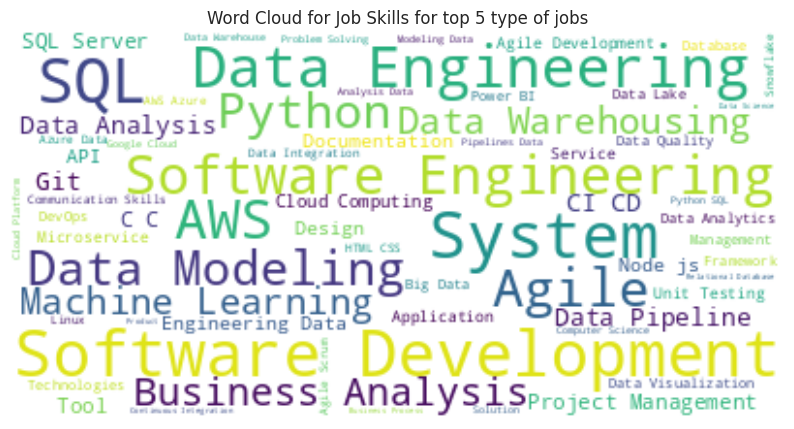 Word Cloud for Job Skills for top 5 type of jobs
SQL Server
Data Warehouse
Problem Solving
Modeling Data
Agile Development
Database
Snowflake
SQL
Data Engineering
AWS Azure
Analysis Data
Power BI
Data Lake
Data Science
Data Analysis
Python
Data Warehousing
Azure Data
Google Cloud
Documentation
Pipelines Data
Data Quality
API
Data Integration
Service
Git
Software Engineering
Cloud Platform
Communication Skills
Cloud Computing
CI CD
Python SQL
DevOps
C C
AWS
Design
System
Data Analytics
Microservice
HTML CSS
Management
Data Modeling
Node js
Framework
Big Data
Agile
Relational Database
Machine Learning
Unit Testing
Linux
Product
Engineering Data
Application
Data Pipeline
Computer Science
Software Development
Agile Scrum
Technologies
Business Analysis
Data Visualization
Tool
Continuous Integration
Business Process
Solution
Project Management